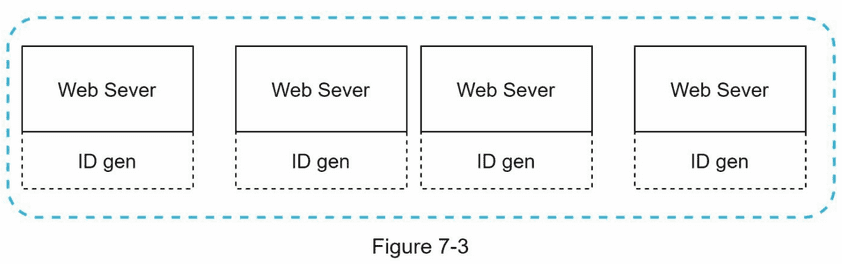 Web Sever Web Sever Web Sever Web Sever
ID gen ID gen ID gen ID gen
Figure 7-3